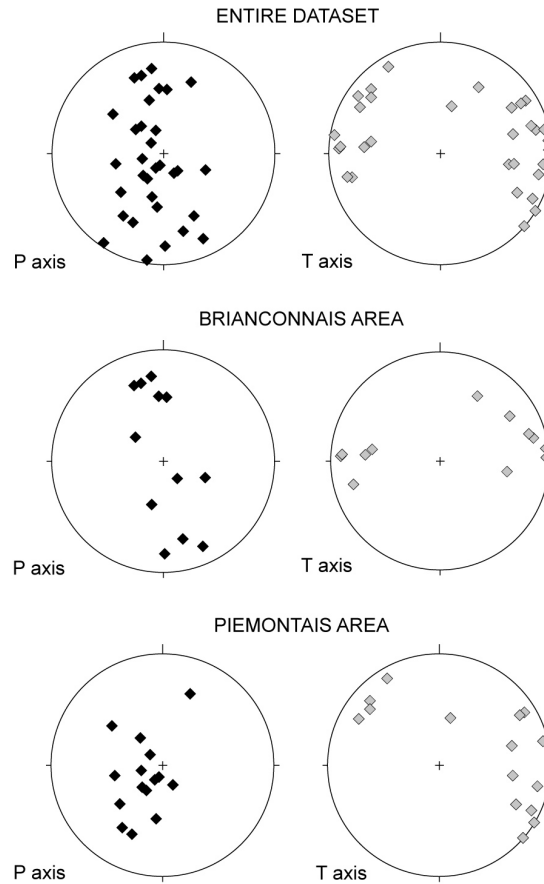 ENTIRE DATASET
P axis
T axis
BRIANCONNAIS AREA
P axis
T axis
PIEMONTAIS AREA
P axis
T axis